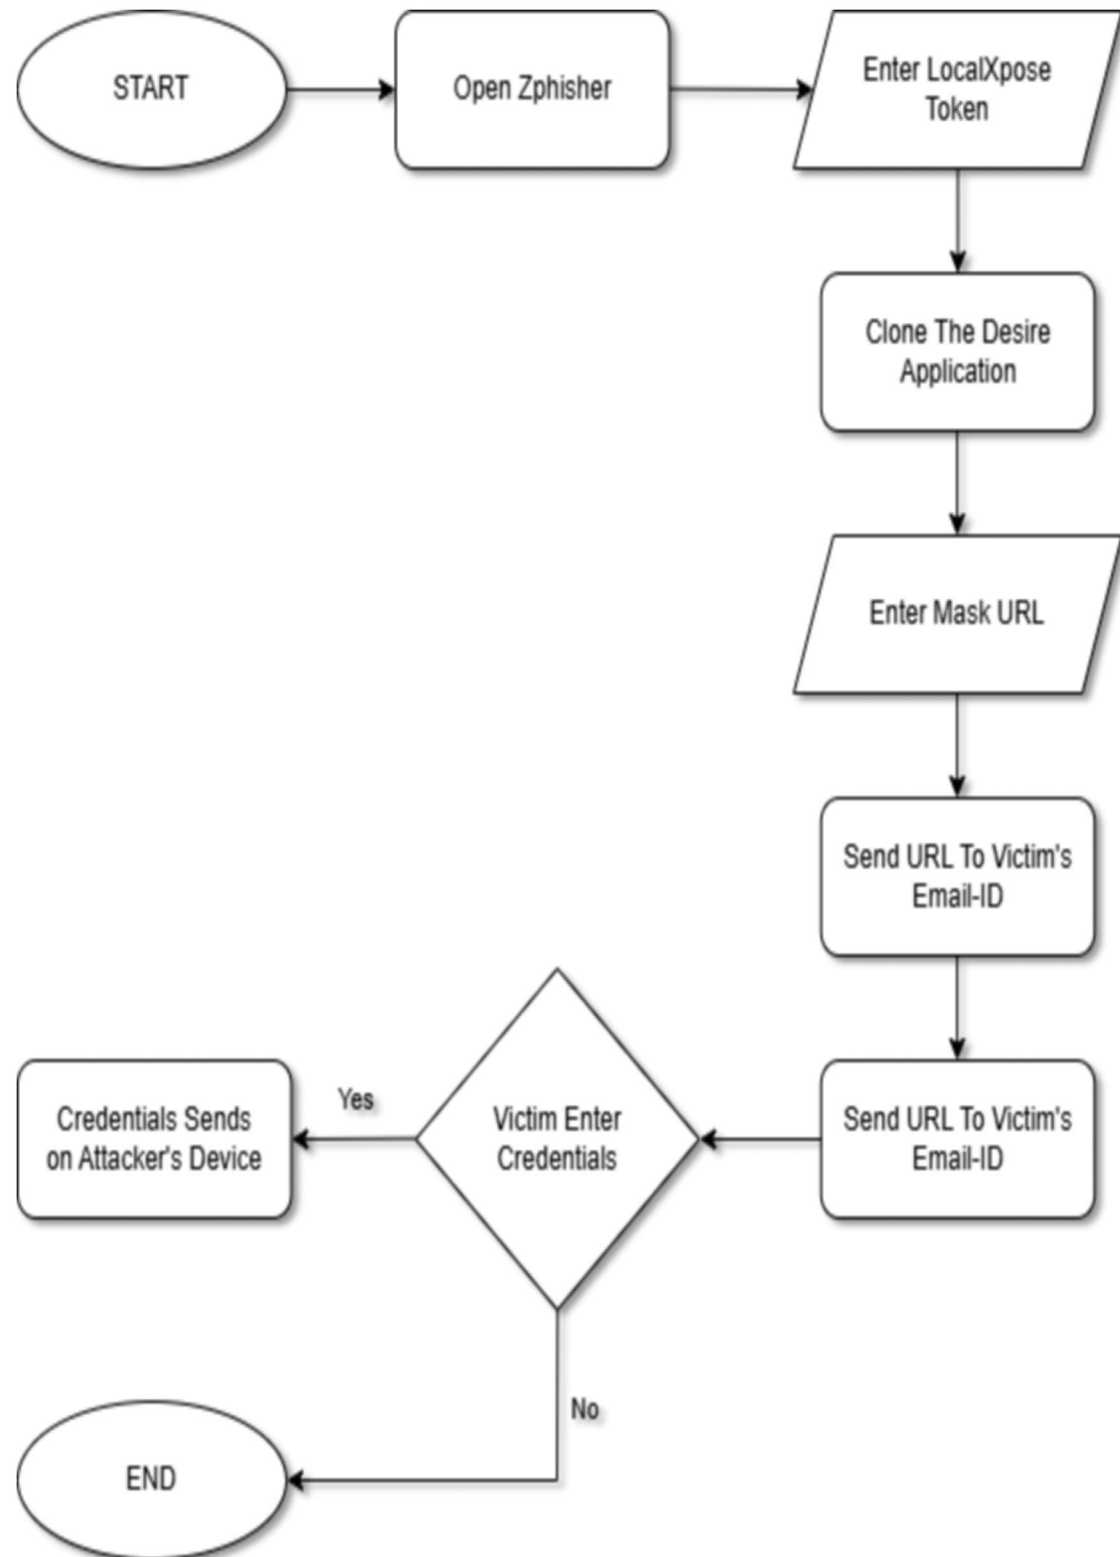 START
Open Zphisher
Enter LocalXpose
Token
Clone The Desire
Application
Enter Mask URL
Send URL To Victim's
Email-ID
Send URL To Victim's
Email-ID
Victim Enter
Credentials
Yes
Credentials Sends
on Attacker's Device
No
END